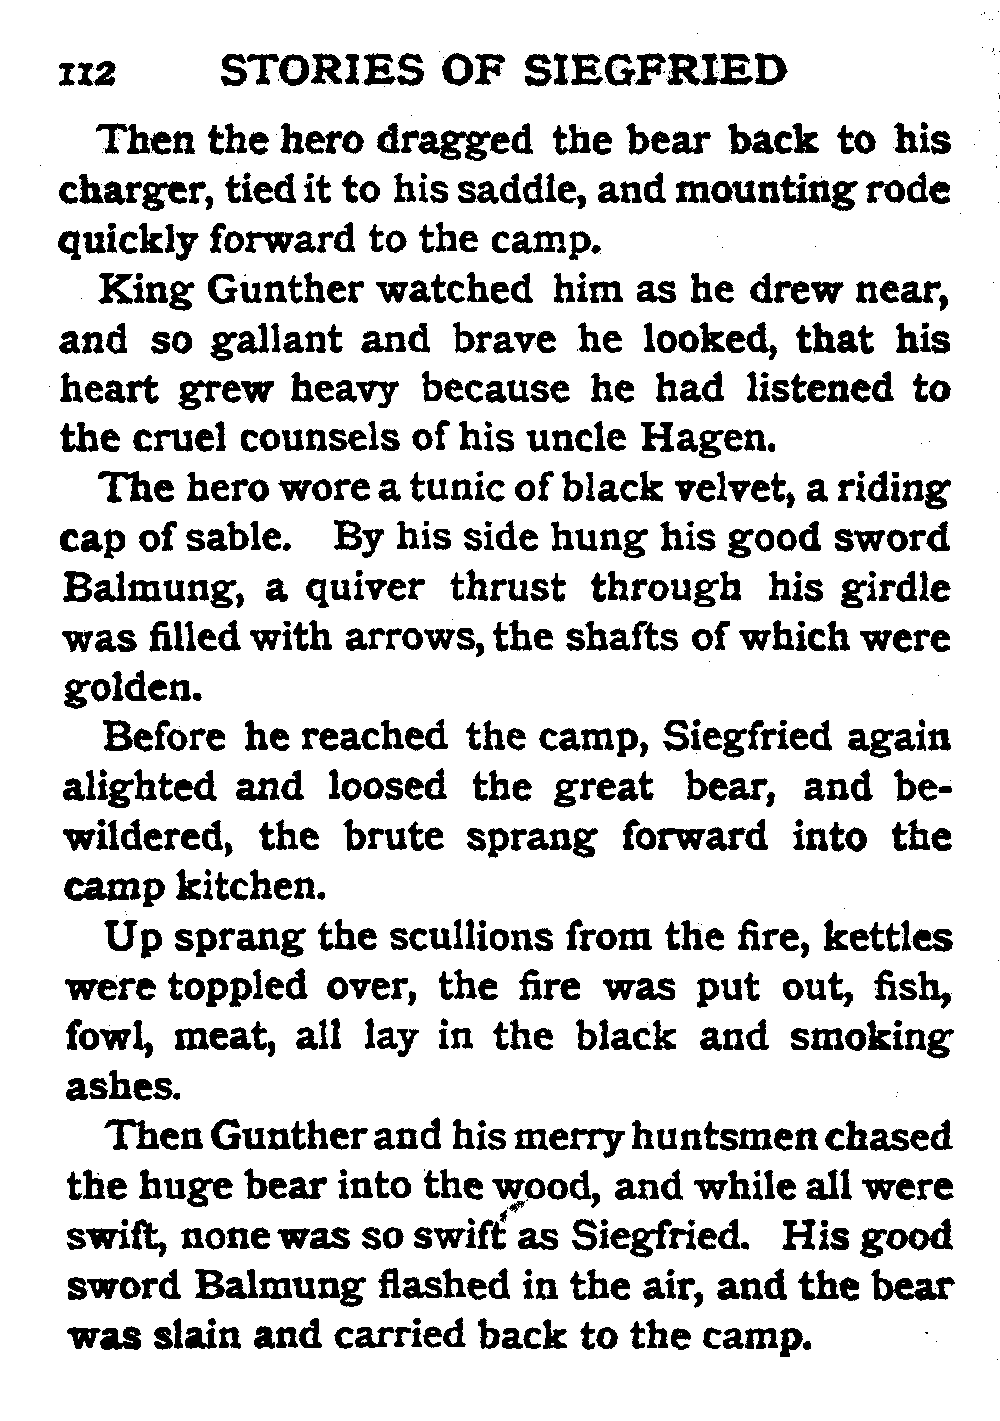 112 STORIES OF SIEGFRIED
Then the hero dragged the bear back to his
charger, tied it to his saddle, and mounting rode
quickly forward to the camp.
King Gunther watched him as he drew near,
and so gallant and brave he looked, that his
heart grew heavy because he had listened to
the cruel counsels of his uncle Hagen.
The hero wore a tunic of black velvet, a riding
cap of sable. By his side hung his good sword
Balmung, a quiver thrust through his girdle
was filled with arrows, the shafts of which were
golden.
Before he reached the camp, Siegfried again
alighted and loosed the great bear, and be-
wildered, the brute sprang forward into the
camp kitchen.
Up sprang the scullions from the fire, kettles
were toppled over, the fire was put out, fish,
fowl, meat, all lay in the black and smoking
ashes.
Then Gunther and his merry huntsmen chased
the huge bear into the wood, and while all were
swift, none was so swift as Siegfried. His good
sword Balmung flashed in the air, and the bear
was slain and carried back to the camp.